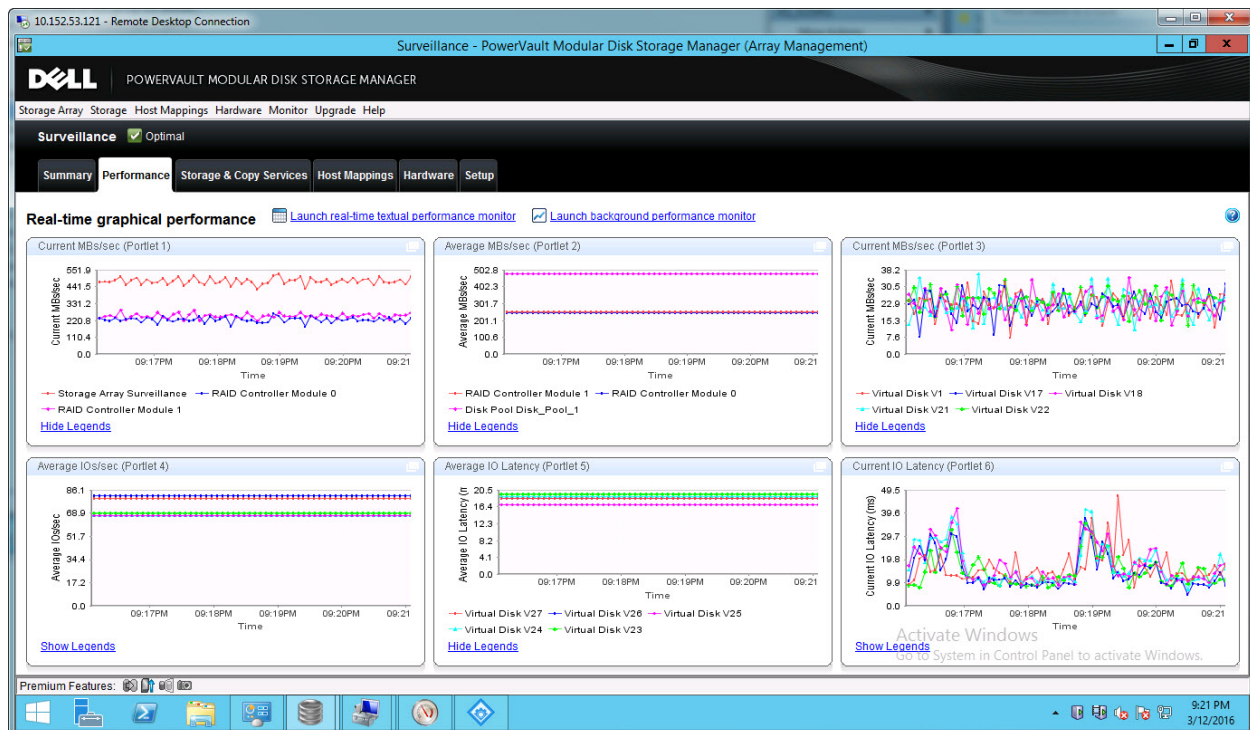 10.152.53.121 - Remote Desktop Connection
Surveillance - PowerVault Modular Disk Storage Manager (Array Management)
DELL POWERVAULT MODULAR DISK STORAGE MANAGER
Storage Array Storage Host Mappings Hardware Monitor Upgrade Help
Surveillance Optimal
Summary Performance Storage & Copy Services Host Mappings Hardware Setup
Real-time graphical performance Launch real-time textual performance monitor Launch background performance monitor
Current MBs/sec (Portlet 1)
Current MBs/sec
551.9
441.5
331.2
220.8
110.4
0.0
09:17PM 09:18PM 09:19PM 09:20PM 09:21
Time
Storage Array Surveillance RAID Controller Module 0
RAID Controller Module 1
Hide Legends
Average MBs/sec (Portlet 2)
Average MBs/sec
502.8
402.3
301.7
201.1
100.6
0.0
09:17PM 09:18PM 09:19PM 09:20PM 09:21
Time
RAID Controller Module 1 RAID Controller Module 0
Disk Pool Disk_Pool_1
Hide Legends
Current MBs/sec (Portlet 3)
Current MBs/sec
38.2
30.5
22.9
15.3
7.6
0.0
09:17PM 09:18PM 09:19PM 09:20PM 09:21
Time
Virtual Disk V1 Virtual Disk V17 Virtual Disk V18
Virtual Disk V21 Virtual Disk V22
Hide Legends
Average IOs/sec (Portlet 4)
Average IOs/sec
86.1
68.9
51.7
34.4
17.2
0.0
09:17PM 09:18PM 09:19PM 09:20PM 09:21
Time
Show Legends
Average IO Latency (Portlet 5)
Average IO Latency (
20.5
16.4
12.3
8.2
4.1
0.0
09:17PM 09:18PM 09:19PM 09:20PM 09:21
Time
Virtual Disk V27 Virtual Disk V26 Virtual Disk V25
Virtual Disk V24 Virtual Disk V23
Hide Legends
Current IO Latency (Portlet 6)
Current IO Latency (ms)
49.5
39.6
29.7
19.8
9.9
0.0
09:17PM 09:18PM 09:19PM 09:20PM 09:21
Time
Show Legends
Activate Windows
Go to System in Control Panel to activate Windows.
Premium Features:
9:21 PM
3/12/2016